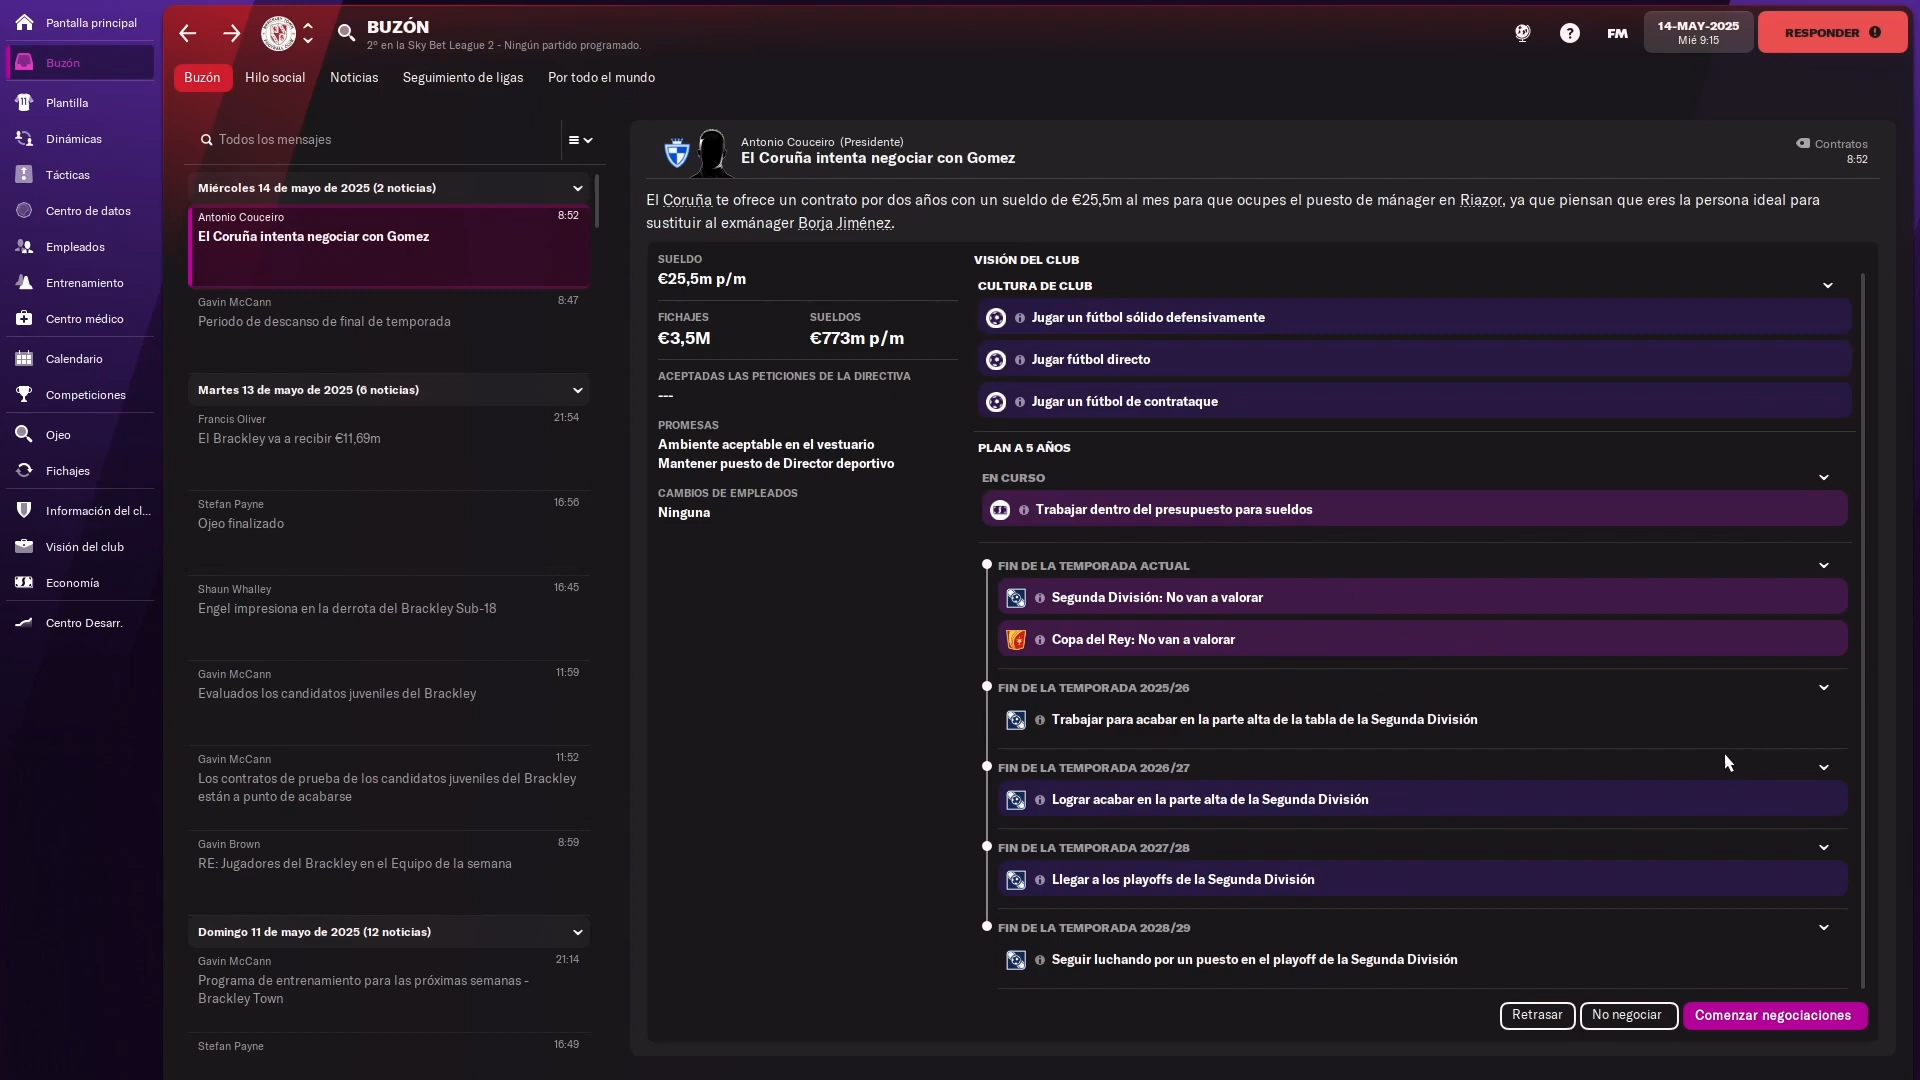 Pantalla principal
Buzón
Plantilla
Dinámicas
Tácticas
Centro de datos
Empleados
Entrenamiento
Centro médico
Calendario
Competiciones
Ojeo
Fichajes
Información del cl...
Visión del club
Economía
Centro Desarr.
BUZÓN
2º en la Sky Bet League 2 - Ningún partido programado.
FM
14-MAY-2025
Mié 9:15
RESPONDER
Buzón
Hilo social
Noticias
Seguimiento de ligas
Por todo el mundo
Todos los mensajes
Miércoles 14 de mayo de 2025 (2 noticias)
Antonio Couceiro 8:52
El Coruña intenta negociar con Gomez
Gavin McCann 8:47
Periodo de descanso de final de temporada
Martes 13 de mayo de 2025 (6 noticias)
Francis Oliver 21:54
El Brackley va a recibir €11,69m
Stefan Payne 16:56
Ojeo finalizado
Shaun Whalley 16:45
Engel impresiona en la derrota del Brackley Sub-18
Gavin McCann 11:59
Evaluados los candidatos juveniles del Brackley
Gavin McCann 11:52
Los contratos de prueba de los candidatos juveniles del Brackley
están a punto de acabarse
Gavin Brown 8:59
RE: Jugadores del Brackley en el Equipo de la semana
Domingo 11 de mayo de 2025 (12 noticias)
Gavin McCann 21:14
Programa de entrenamiento para las próximas semanas -
Brackley Town
Stefan Payne 16:49
Antonio Couceiro (Presidente)
El Coruña intenta negociar con Gomez
Contratos
8:52
El Coruña te ofrece un contrato por dos años con un sueldo de €25,5m al mes para que ocupes el puesto de mánager en Riazor, ya que piensan que eres la persona ideal para
sustituir al exmánager Borja Jiménez.
SUELDO
€25,5m p/m
FICHAJES SUELDOS
€3,5M €773m p/m
ACEPTADAS LAS PETICIONES DE LA DIRECTIVA
---
PROMESAS
Ambiente aceptable en el vestuario
Mantener puesto de Director deportivo
CAMBIOS DE EMPLEADOS
Ninguna
VISIÓN DEL CLUB
CULTURA DE CLUB
Jugar un fútbol sólido defensivamente
Jugar fútbol directo
Jugar un fútbol de contrataque
PLAN A 5 AÑOS
EN CURSO
Trabajar dentro del presupuesto para sueldos
FIN DE LA TEMPORADA ACTUAL
Segunda División: No van a valorar
Copa del Rey: No van a valorar
FIN DE LA TEMPORADA 2025/26
Trabajar para acabar en la parte alta de la tabla de la Segunda División
FIN DE LA TEMPORADA 2026/27
Lograr acabar en la parte alta de la Segunda División
FIN DE LA TEMPORADA 2027/28
Llegar a los playoffs de la Segunda División
FIN DE LA TEMPORADA 2028/29
Seguir luchando por un puesto en el playoff de la Segunda División
Retrasar
No negociar
Comenzar negociaciones